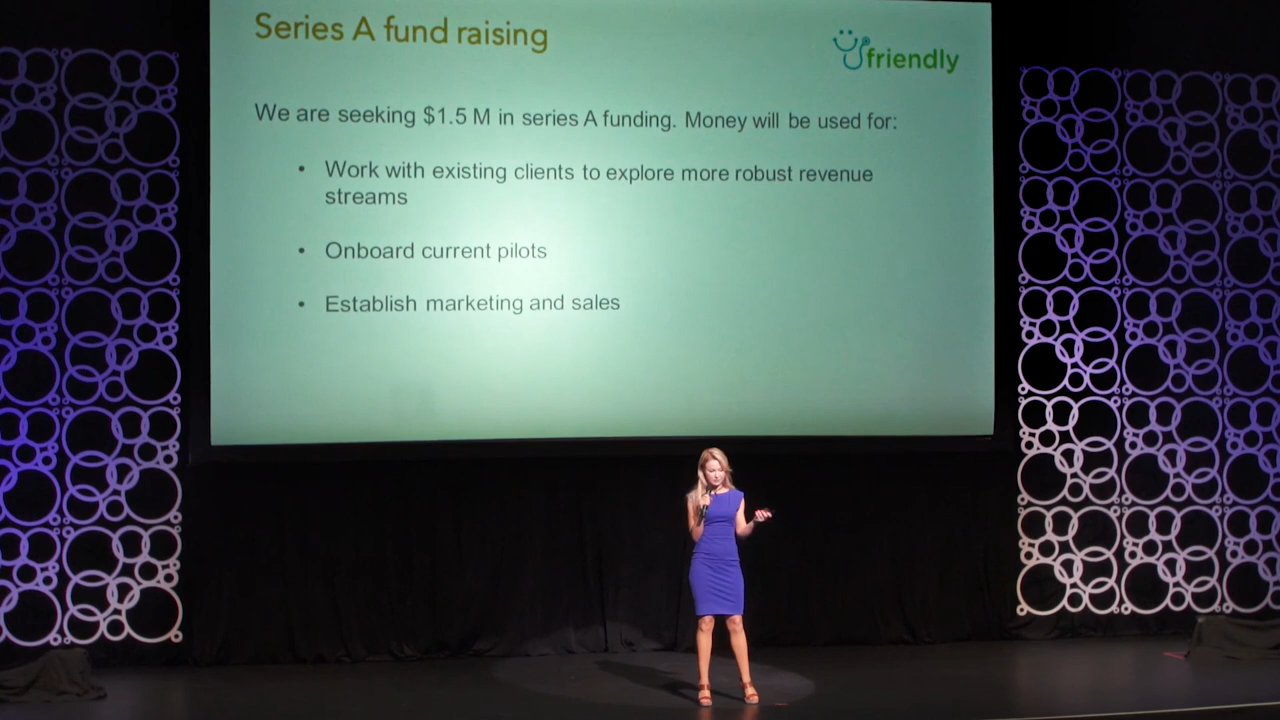 Series A fund raising
friendly
We are seeking $1.5 M in series A funding. Money will be used for:
• Work with existing clients to explore more robust revenue
streams
• Onboard current pilots
• Establish marketing and sales